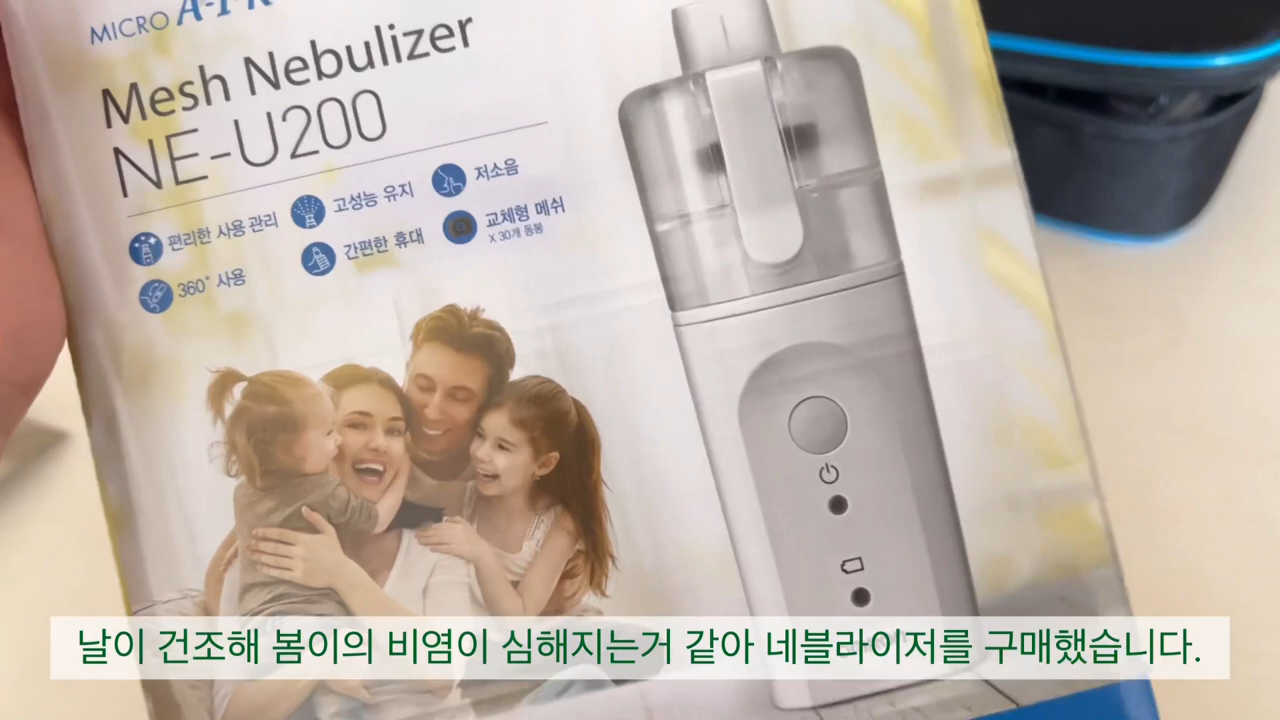 MICRO A-I-R
Mesh Nebulizer
NE-U200
편리한 사용 관리
고성능 유지
저소음
360° 사용
간편한 휴대
교체형 메쉬
X 30개 동봉
날이 건조해 봄이의 비염이 심해지는거 같아 네블라이저를 구매했습니다.